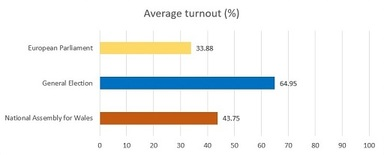 Average turnout (%)
European Parliament
33.88
General Election
64.95
National Assembly for Wales
43.75
0 10 20 30 40 50 60 70 80 90 100